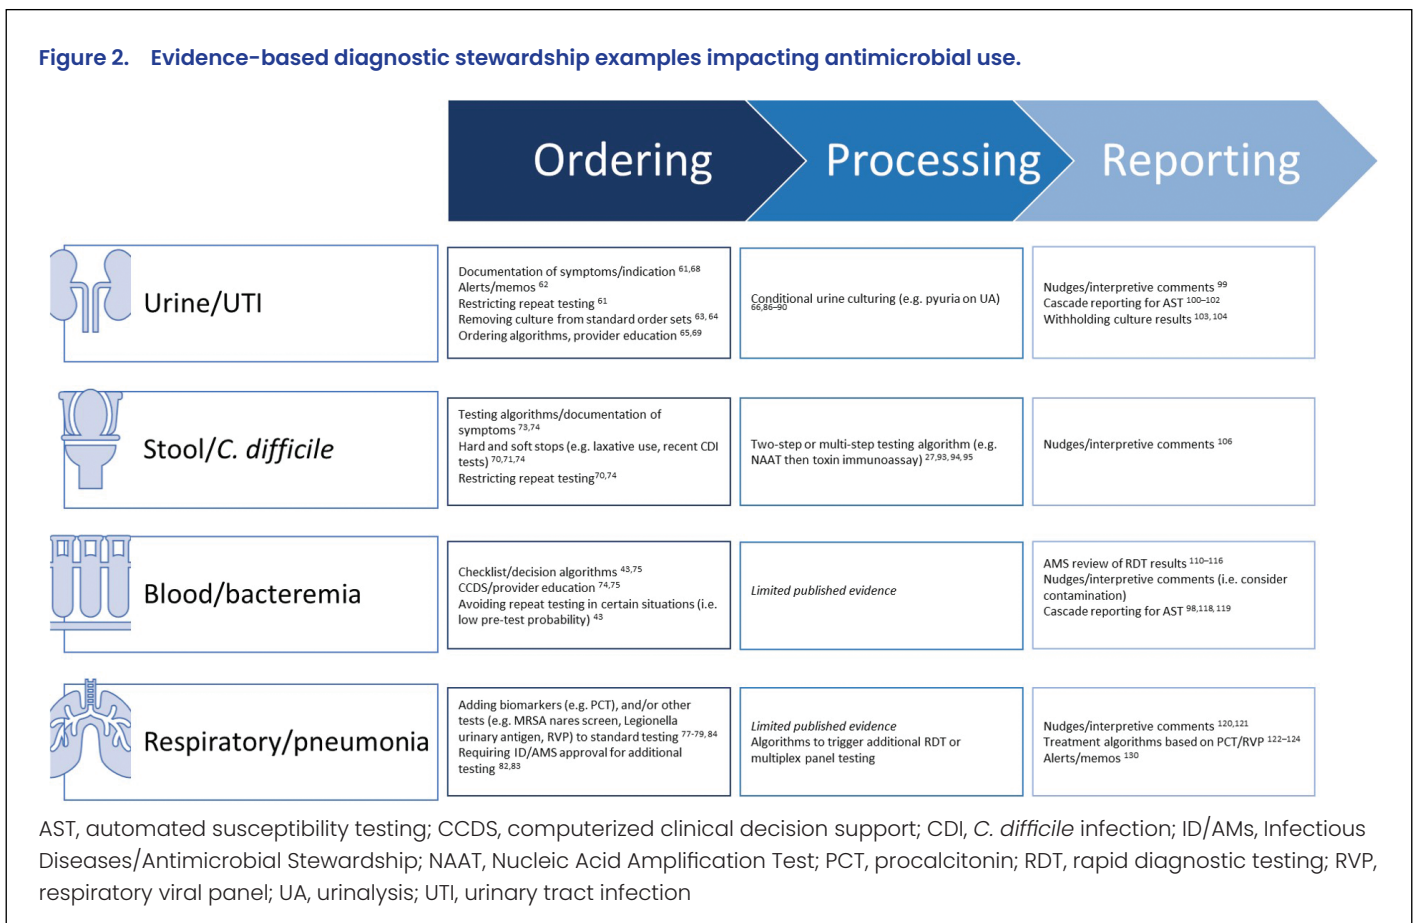 Figure 2. Evidence-based diagnostic stewardship examples impacting antimicrobial use.
Ordering
Processing
Reporting
Urine/UTI
Documentation of symptoms/indication 61,68
Alerts/memos 62
Restricting repeat testing 61
Removing culture from standard order sets 63, 64
Ordering algorithms, provider education 65,69
Conditional urine culturing (e.g. pyuria on UA)
66,86–90
Nudges/interpretive comments 99
Cascade reporting for AST 100–102
Withholding culture results 103, 104
Stool/C. difficile
Testing algorithms/documentation of
symptoms 73,74
Hard and soft stops (e.g. laxative use, recent CDI
tests) 70,71,74
Restricting repeat testing70,74
Two-step or multi-step testing algorithm (e.g.
NAAT then toxin immunoassay) 27,93, 94, 95
Nudges/interpretive comments 106
Blood/bacteremia
Checklist/decision algorithms 43,75
CCDS/provider education 74,75
Avoiding repeat testing in certain situations (i.e.
low pre-test probability) 43
Limited published evidence
AMS review of RDT results 110–116
Nudges/interpretive comments (i.e. consider
contamination)
Cascade reporting for AST 98,118, 119
Respiratory/pneumonia
Adding biomarkers (e.g. PCT), and/or other
tests (e.g. MRSA nares screen, Legionella
urinary antigen, RVP) to standard testing 77-79, 84
Requiring ID/AMS approval for additional
testing 82,83
Limited published evidence
Algorithms to trigger additional RDT or
multiplex panel testing
Nudges/interpretive comments 120,121
Treatment algorithms based on PCT/RVP 122–124
Alerts/memos 130
AST, automated susceptibility testing; CCDS, computerized clinical decision support; CDI, C. difficile infection; ID/AMs, Infectious
Diseases/Antimicrobial Stewardship; NAAT, Nucleic Acid Amplification Test; PCT, procalcitonin; RDT, rapid diagnostic testing; RVP,
respiratory viral panel; UA, urinalysis; UTI, urinary tract infection